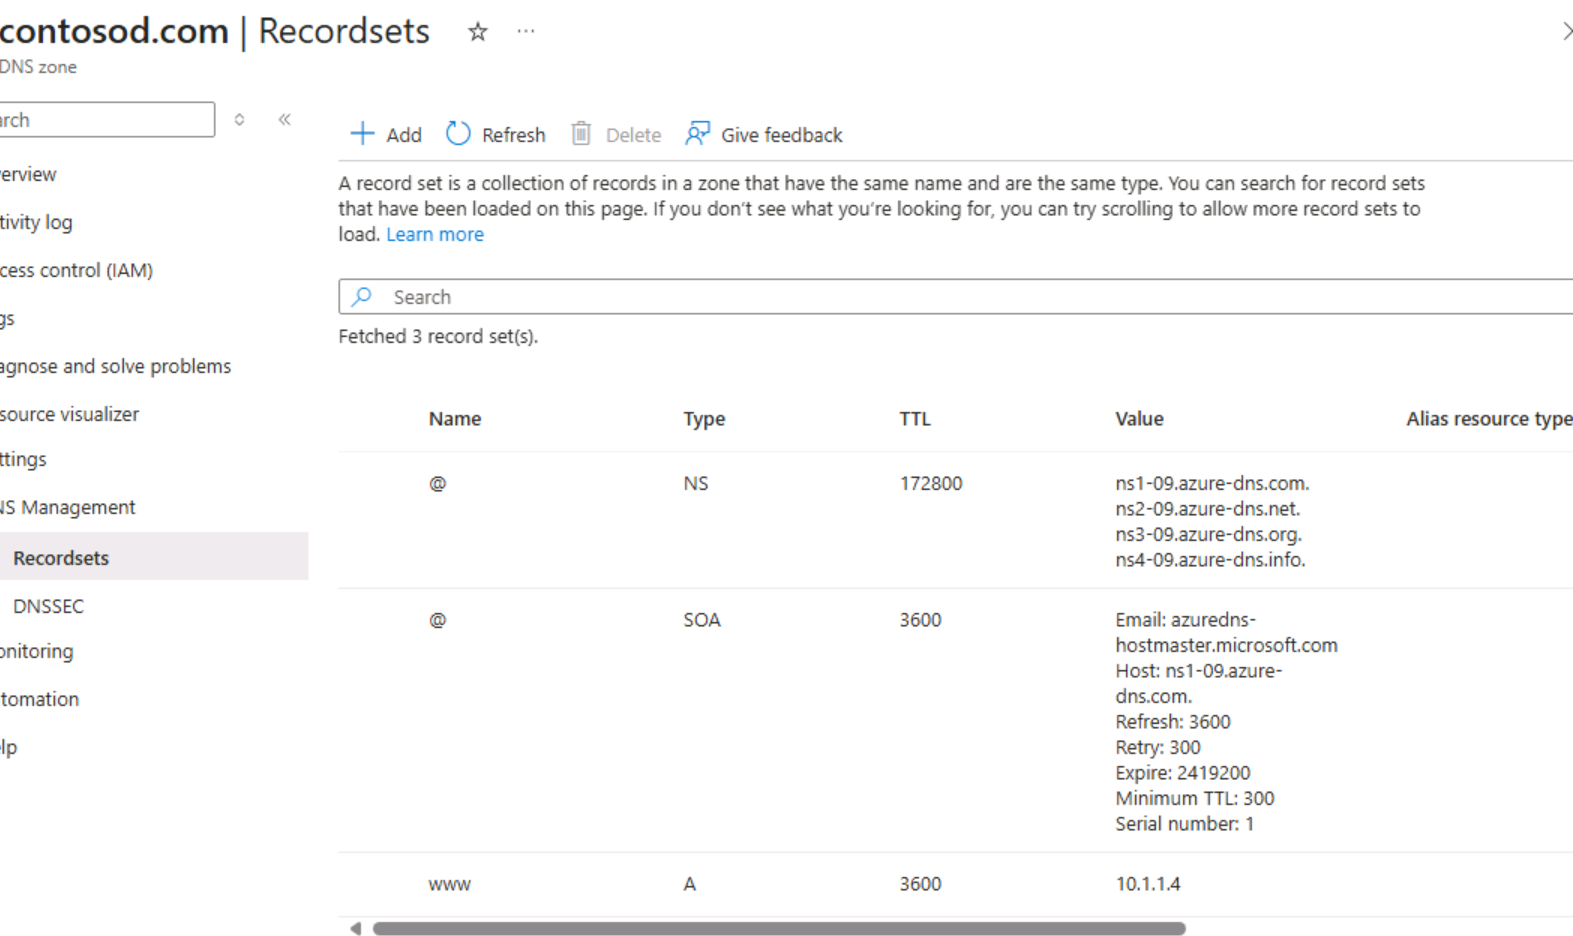 contosod.com | Recordsets
DNS zone
arch
erview
tivity log
cess control (IAM)
gs
agnose and solve problems
source visualizer
ttings
NS Management
Recordsets
DNSSEC
onitoring
tomation
elp
Add Refresh Delete Give feedback
A record set is a collection of records in a zone that have the same name and are the same type. You can search for record sets
that have been loaded on this page. If you don't see what you're looking for, you can try scrolling to allow more record sets to
load. Learn more
Search
Fetched 3 record set(s).
Name Type TTL Value Alias resource type
@ NS 172800 ns1-09.azure-dns.com.
ns2-09.azure-dns.net.
ns3-09.azure-dns.org.
ns4-09.azure-dns.info.
@ SOA 3600 Email: azuredns-
hostmaster.microsoft.com
Host: ns1-09.azure-
dns.com.
Refresh: 3600
Retry: 300
Expire: 2419200
Minimum TTL: 300
Serial number: 1
www A 3600 10.1.1.4